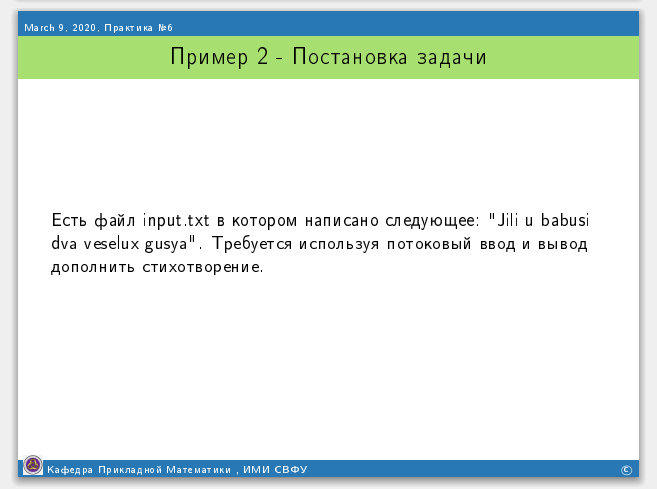 March 9, 2020, Практика №6
Пример 2 - Постановка задачи
Есть файл input.txt в котором написано следующее: "Jili u babusi
dva veselux gusya". Требуется используя потоковый ввод и вывод
дополнить стихотворение.
Кафедра Прикладной Математики , ИМИ СВФУ
©